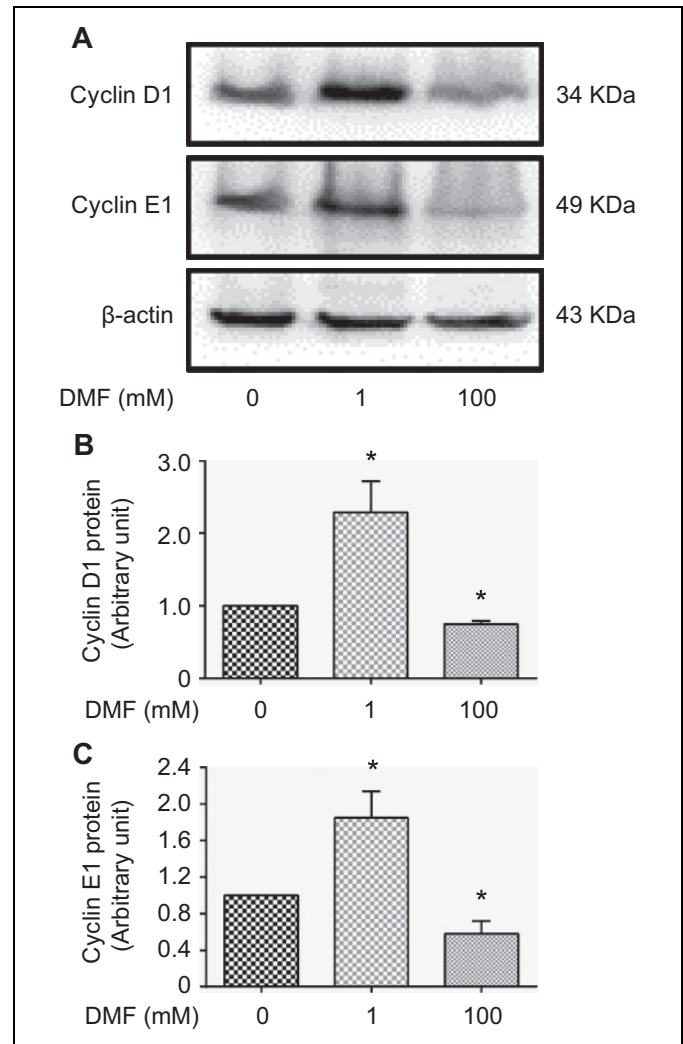 A
Cyclin D1 34 KDa
Cyclin E1 49 KDa
β-actin 43 KDa
DMF (mM) 0 1 100
B
Cyclin D1 protein
(Arbitrary unit)
3.0
2.0
1.0
0
*
*
DMF (mM) 0 1 100
C
Cyclin E1 protein
(Arbitrary unit)
2.4
2.0
1.6
1.2
0.8
0.4
0
*
*
DMF (mM) 0 1 100